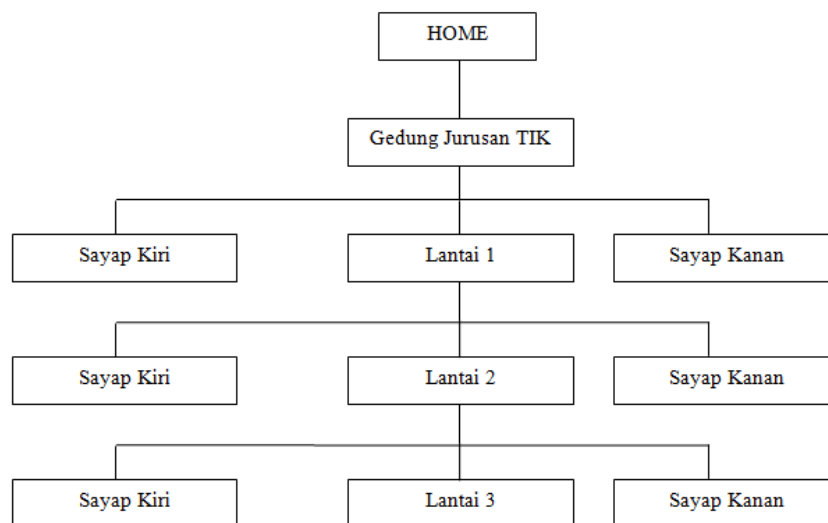 HOME
Gedung Jurusan TIK
Sayap Kiri
Lantai 1
Sayap Kanan
Sayap Kiri
Lantai 2
Sayap Kanan
Sayap Kiri
Lantai 3
Sayap Kanan